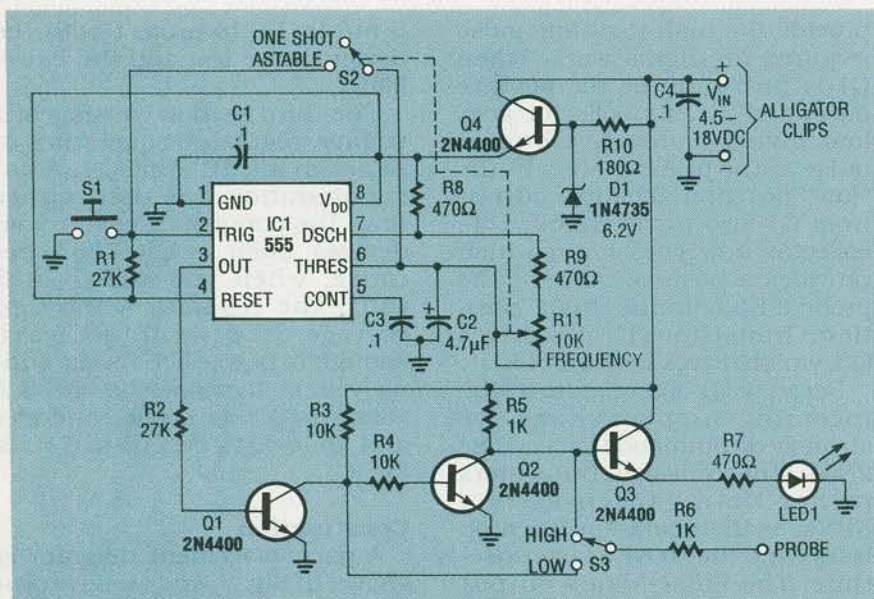 ONE SHOT
ASTABLE
S2
C1
.1
Q4
2N4400
C4
.1
+
VIN
4.5–
18VDC
−
ALLIGATOR
CLIPS
R10
180Ω
D1
1N4735
6.2V
R8
470Ω
S1
1 GND
VDD 8
2 TRIG
IC1
555
DSCH 7
3 OUT
THRES 6
4 RESET
CONT 5
R1
27K
R9
470Ω
R11
10K
FREQUENCY
C3
.1
+
C2
4.7μF
R2
27K
R3
10K
R4
10K
R5
1K
Q1
2N4400
Q2
2N4400
Q3
2N4400
R7
470Ω
LED1
HIGH
LOW
S3
R6
1K
PROBE